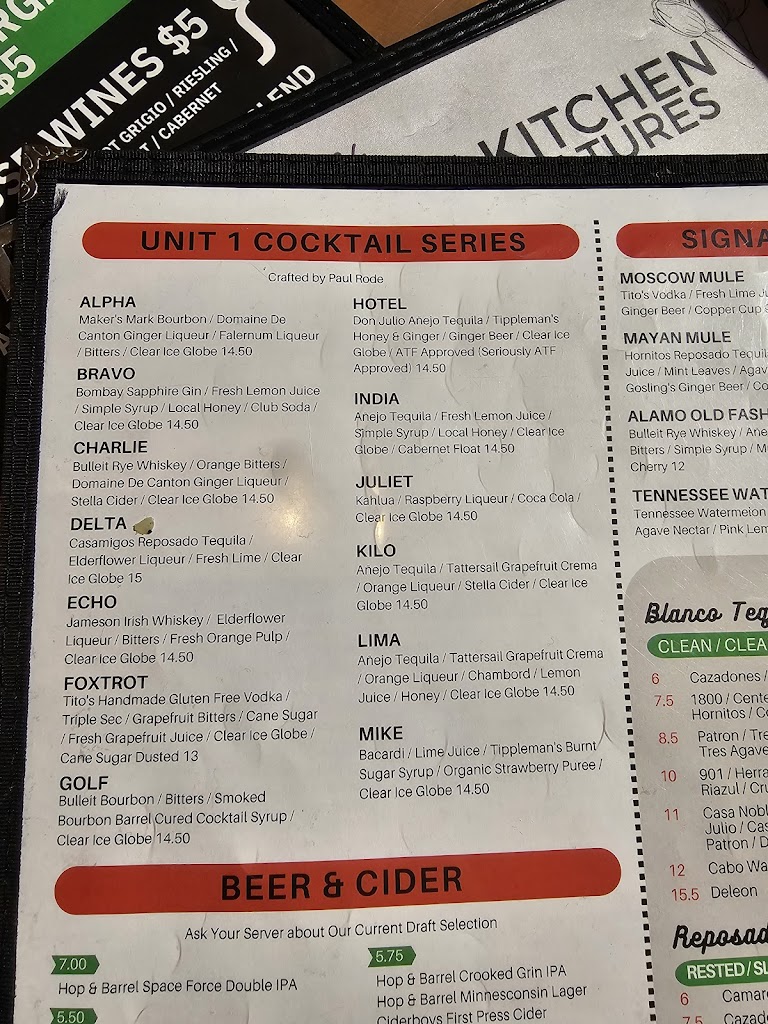 $5
WINES $5
GRIGIO / RIESLING /
/ CABERNET
BLEND
KITCHEN
TURES
UNIT 1 COCKTAIL SERIES
Crafted by Paul Rode
ALPHA
Maker's Mark Bourbon / Domaine De
Canton Ginger Liqueur / Falernum Liqueur
/ Bitters / Clear Ice Globe 14.50
BRAVO
Bombay Sapphire Gin / Fresh Lemon Juice
/ Simple Syrup / Local Honey / Club Soda /
Clear Ice Globe 14.50
CHARLIE
Bulleit Rye Whiskey / Orange Bitters /
Domaine De Canton Ginger Liqueur /
Stella Cider / Clear Ice Globe 14.50
DELTA
Casamigos Reposado Tequila /
Elderflower Liqueur / Fresh Lime / Clear
Ice Globe 15
ECHO
Jameson Irish Whiskey / Elderflower
Liqueur / Bitters / Fresh Orange Pulp /
Clear Ice Globe 14.50
FOXTROT
Tito's Handmade Gluten Free Vodka /
Triple Sec / Grapefruit Bitters / Cane Sugar
/ Fresh Grapefruit Juice / Clear Ice Globe /
Cane Sugar Dusted 13
GOLF
Bulleit Bourbon / Bitters / Smoked
Bourbon Barrel Cured Cocktail Syrup /
Clear Ice Globe 14.50
HOTEL
Don Julio Añejo Tequila / Tippleman's
Honey & Ginger / Ginger Beer / Clear Ice
Globe / ATF Approved (Seriously ATF
Approved) 14.50
INDIA
Anejo Tequila / Fresh Lemon Juice /
Simple Syrup / Local Honey / Clear Ice
Globe / Cabernet Float 14.50
JULIET
Kahlua / Raspberry Liqueur / Coca Cola /
Clear Ice Globe 14.50
KILO
Anejo Tequila / Tattersail Grapefruit Crema
/ Orange Liqueur / Stella Cider / Clear Ice
Globe 14.50
LIMA
Anejo Tequila / Tattersail Grapefruit Crema
/ Orange Liqueur / Chambord / Lemon
Juice / Honey / Clear Ice Globe 14.50
MIKE
Bacardi / Lime Juice / Tippleman's Burnt
Sugar Syrup / Organic Strawberry Puree /
Clear Ice Globe 14.50
BEER & CIDER
Ask Your Server about Our Current Draft Selection
7.00
Hop & Barrel Space Force Double IPA
5.50
5.75
Hop & Barrel Crooked Grin IPA
Hop & Barrel Minnesconsin Lager
Ciderboys First Press Cider
SIGNA
MOSCOW MULE
Tito's Vodka / Fresh Lime
Ginger Beer / Copper Cup
MAYAN MULE
Hornitos Reposado Tequil
Juice / Mint Leaves / Agav
Gosling's Ginger Beer / Co
ALAMO OLD FASH
Bulleit Rye Whiskey / Ane
Bitters / Simple Syrup / M
Cherry 12
TENNESSEE WAT
Tennessee Watermelon
Agave Nectar / Pink Lem
Blanco Teq
CLEAN / CLEA
6 Cazadones /
7.5 1800 / Cente
Hornitos / Co
8.5 Patron / Tre
Tres Agave
10 901 / Herra
Riazul / Cru
11 Casa Nobl
Julio / Cas
Patron / D
12 Cabo Wa
15.5 Deleon
Reposad
RESTED / SL
6 Camare
7.5 Cazado